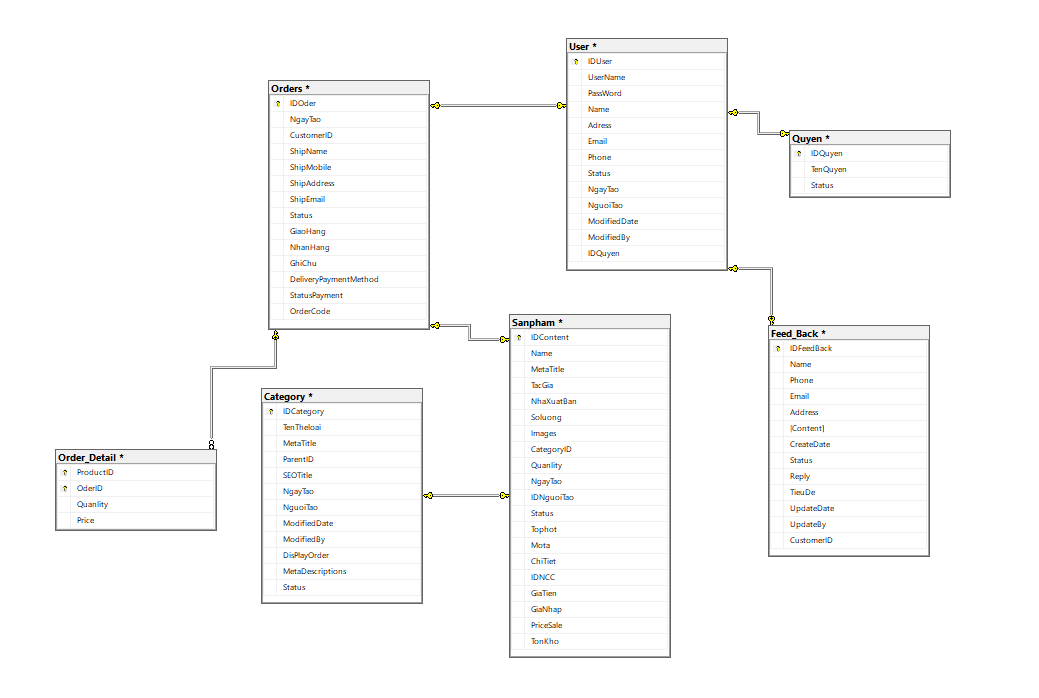 User *
IDUser
UserName
PassWord
Name
Adress
Email
Phone
Status
NgayTao
NguoiTao
ModifiedDate
ModifiedBy
IDQuyen
Orders *
IDOder
NgayTao
CustomerID
ShipName
ShipMobile
ShipAddress
ShipEmail
Status
GiaoHang
NhanHang
GhiChu
DeliveryPaymentMethod
StatusPayment
OrderCode
Quyen *
IDQuyen
TenQuyen
Status
Sanpham *
IDContent
Name
MetaTitle
TacGia
NhaXuatBan
Soluong
Images
CategoryID
Quanlity
NgayTao
IDNguoiTao
Status
Tophot
Mota
ChiTiet
IDNCC
GiaTien
GiaNhap
PriceSale
TonKho
Feed_Back *
IDFeedBack
Name
Phone
Email
Address
[Content]
CreateDate
Status
Reply
TieuDe
UpdateDate
UpdateBy
CustomerID
Category *
IDCategory
TenTheloai
MetaTitle
ParentID
SEOTitle
NgayTao
NguoiTao
ModifiedDate
ModifiedBy
DisPlayOrder
MetaDescriptions
Status
Order_Detail *
ProductID
OderID
Quanlity
Price